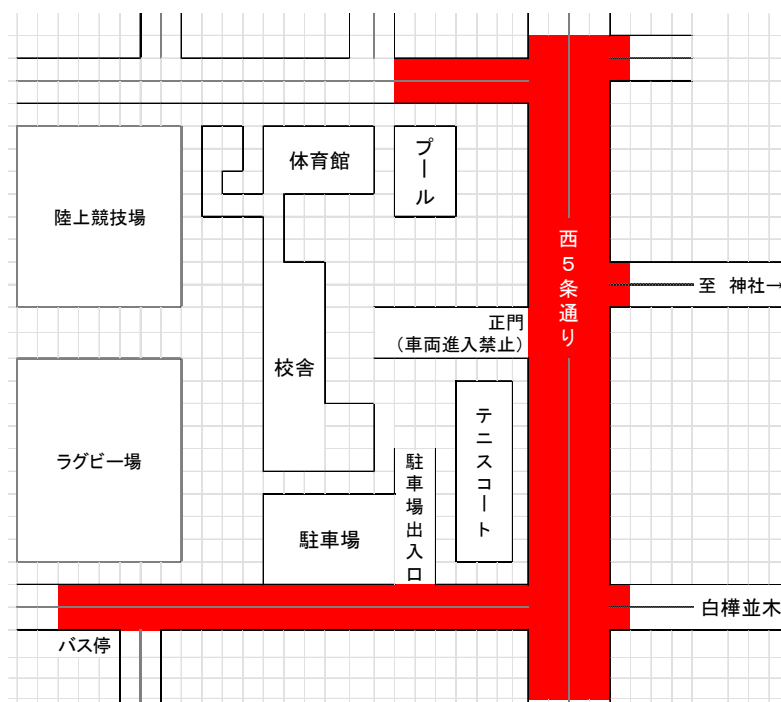 体育館
プール
陸上競技場
西5条通り
至　神社→
正門
（車両進入禁止）
校舎
テニスコート
ラグビー場
駐車場出入口
駐車場
白樺並木
バス停